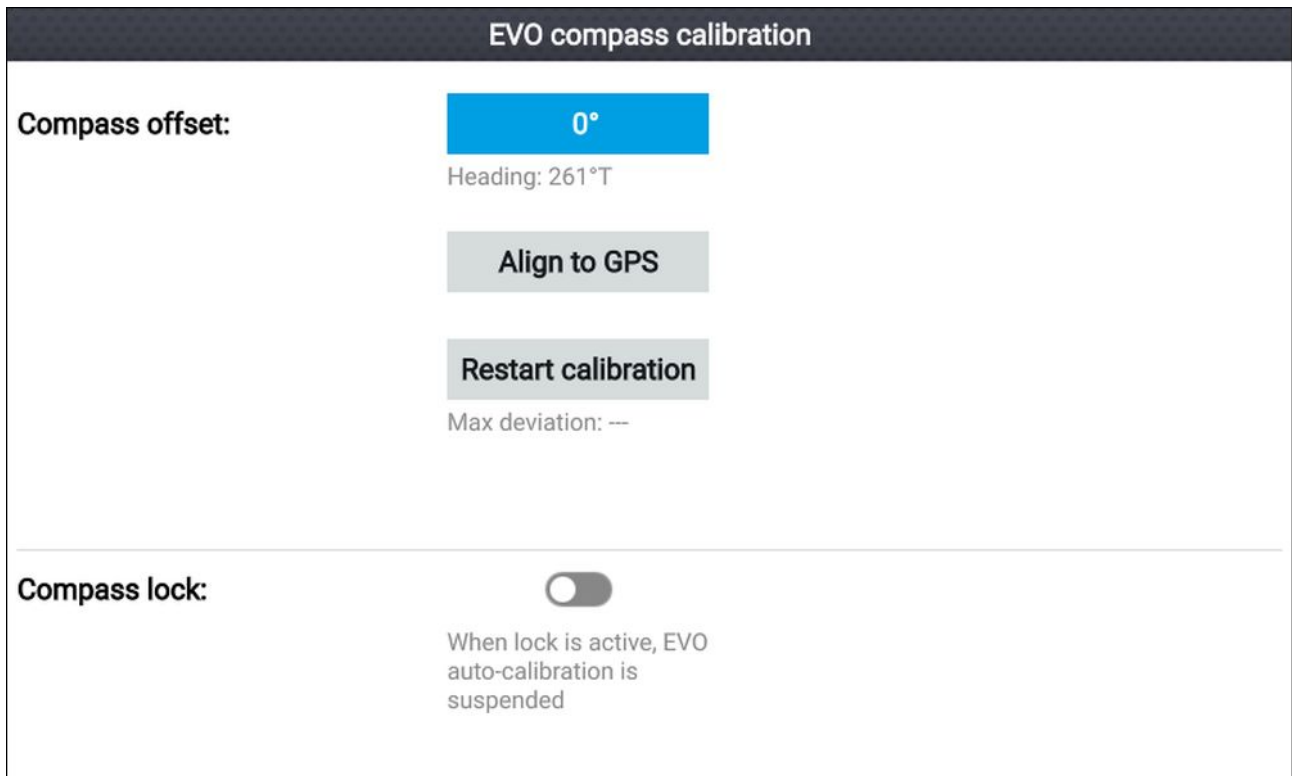 EVO compass calibration
Compass offset:
0°
Heading: 261°T
Align to GPS
Restart calibration
Max deviation: ---
Compass lock:
When lock is active, EVO
auto-calibration is
suspended